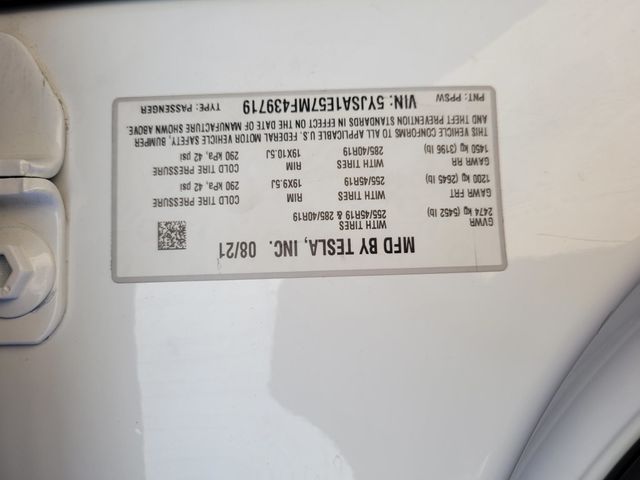 MFD BY TESLA, INC. 08/21
GVWR
2474 kg (5452 lb)
WITH TIRES
255/45R19 & 285/40R19
GAWR FRT
1200 kg (2645 lb)
WITH TIRES
255/45R19
RIM
19X9.5J
COLD TIRE PRESSURE
290 kPa, 42 psi
GAWR RR
1450 kg (3196 lb)
WITH TIRES
285/40R19
RIM
19X10.5J
COLD TIRE PRESSURE
290 kPa, 42 psi
THIS VEHICLE CONFORMS TO ALL APPLICABLE U.S. FEDERAL MOTOR VEHICLE SAFETY, BUMPER,
AND THEFT PREVENTION STANDARDS IN EFFECT ON THE DATE OF MANUFACTURE SHOWN ABOVE.
VIN: 5YJSA1E57MF439719 TYPE: PASSENGER
PNT: PPSW